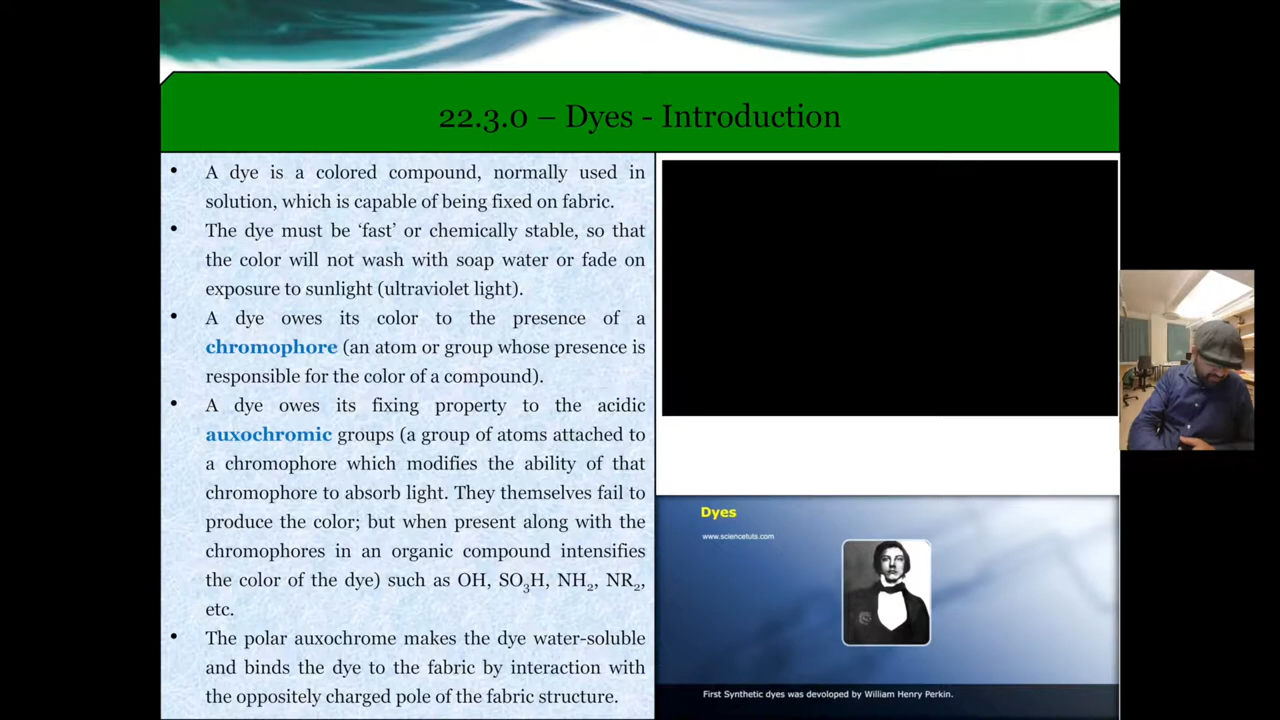 22.3.0 – Dyes - Introduction
• A dye is a colored compound, normally used in
solution, which is capable of being fixed on fabric.
• The dye must be ‘fast’ or chemically stable, so that
the color will not wash with soap water or fade on
exposure to sunlight (ultraviolet light).
• A dye owes its color to the presence of a
chromophore (an atom or group whose presence is
responsible for the color of a compound).
• A dye owes its fixing property to the acidic
auxochromic groups (a group of atoms attached to
a chromophore which modifies the ability of that
chromophore to absorb light. They themselves fail to
produce the color; but when present along with the
chromophores in an organic compound intensifies
the color of the dye) such as OH, SO₃H, NH₂, NR₂,
etc.
• The polar auxochrome makes the dye water-soluble
and binds the dye to the fabric by interaction with
the oppositely charged pole of the fabric structure.
Dyes
www.sciencetuts.com
First Synthetic dyes was devoloped by William Henry Perkin.